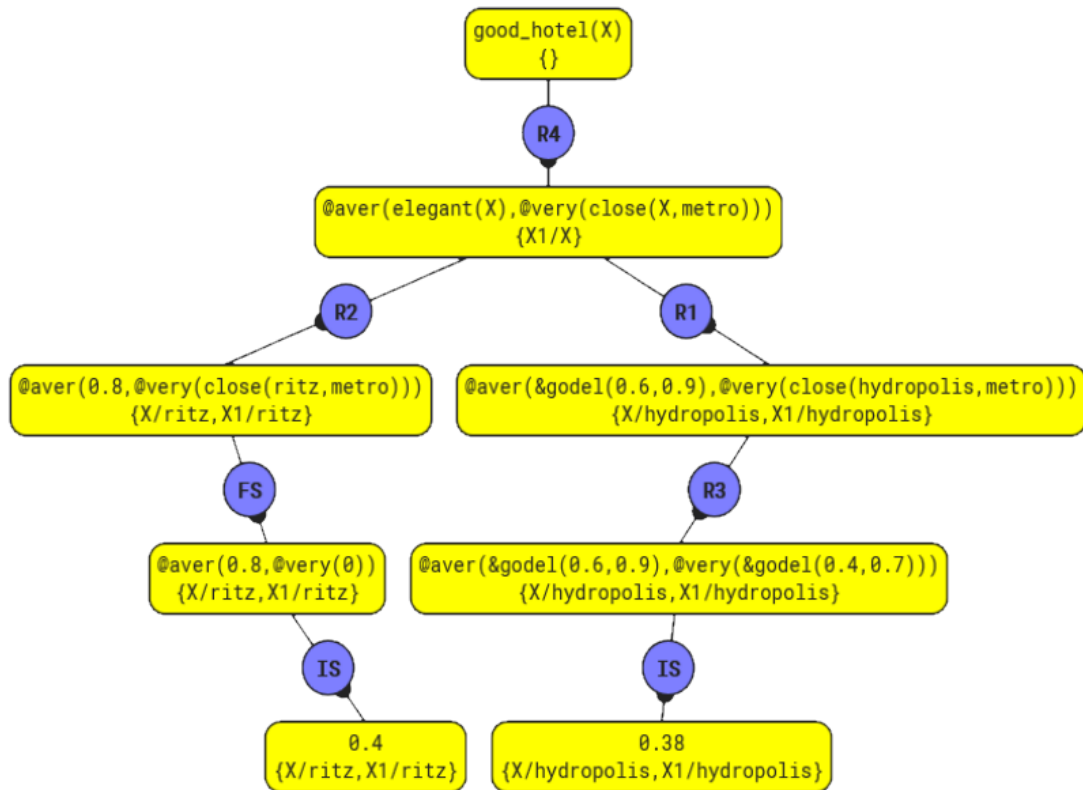 good_hotel(X)
{}
R4
@aver(elegant(X),@very(close(X,metro)))
{X1/X}
R2
R1
@aver(0.8,@very(close(ritz,metro)))
{X/ritz,X1/ritz}
@aver(&godel(0.6,0.9),@very(close(hydropolis,metro)))
{X/hydropolis,X1/hydropolis}
FS
R3
@aver(0.8,@very(0))
{X/ritz,X1/ritz}
@aver(&godel(0.6,0.9),@very(&godel(0.4,0.7)))
{X/hydropolis,X1/hydropolis}
IS
IS
0.4
{X/ritz,X1/ritz}
0.38
{X/hydropolis,X1/hydropolis}